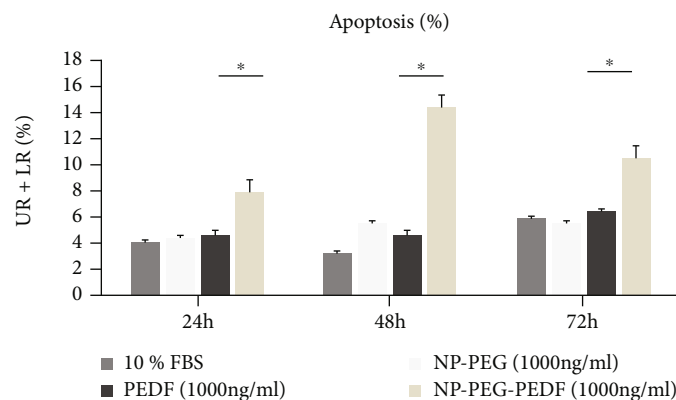 Apoptosis (%)
18
16
14
12
10
8
6
4
2
0
UR + LR (%)
* * *
24h 48h 72h
10 % FBS NP-PEG (1000ng/ml)
PEDF (1000ng/ml) NP-PEG-PEDF (1000ng/ml)